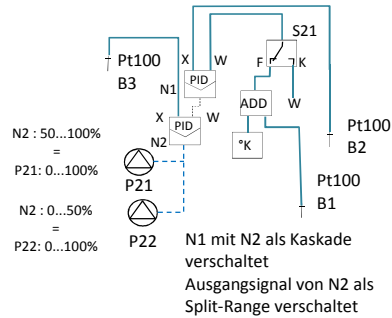 S21
X W
Pt100
B3
PID
F K
N1
X W
ADD
W
PID
N2
Pt100
B2
N2 : 50...100%
=
P21: 0...100%
°K
P21
Pt100
B1
N2 : 0...50%
=
P22: 0...100%
P22
N1 mit N2 als Kaskade
verschaltet
Ausgangsignal von N2 als
Split-Range verschaltet